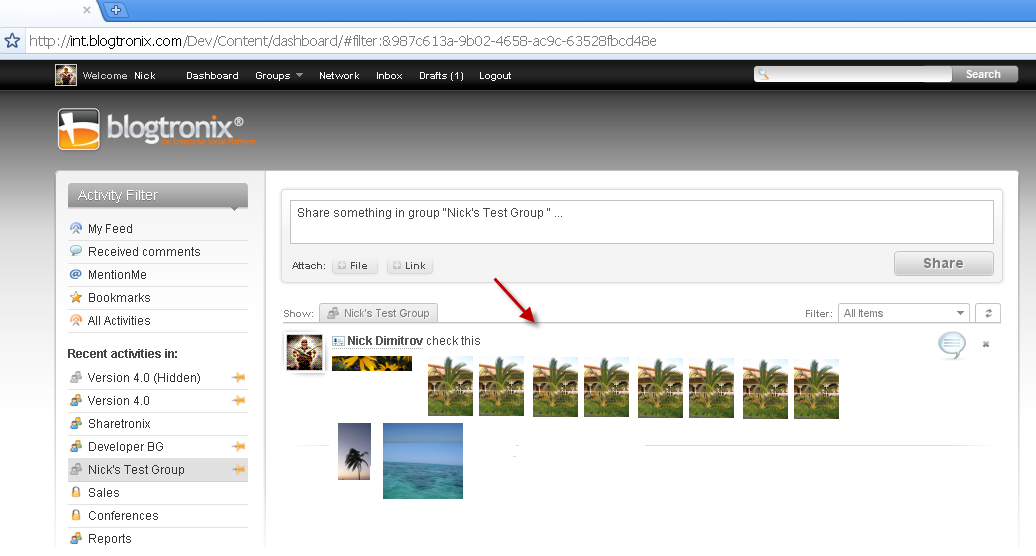 http://int.blogtronix.com/Dev/Content/dashboard/#filter:&987c613a-9b02-4658-ac9c-63528fbcd48e
Welcome Nick Dashboard Groups Network Inbox Drafts (1) Logout Search
blogtronix®
Activity Filter
My Feed
Received comments
MentionMe
Bookmarks
All Activities
Recent activities in:
Version 4.0 (Hidden)
Version 4.0
Sharetronix
Developer BG
Nick's Test Group
Sales
Conferences
Reports
Share something in group "Nick's Test Group " ...
Attach: File Link Share
Show: Nick's Test Group Filter: All Items
Nick Dimitrov check this